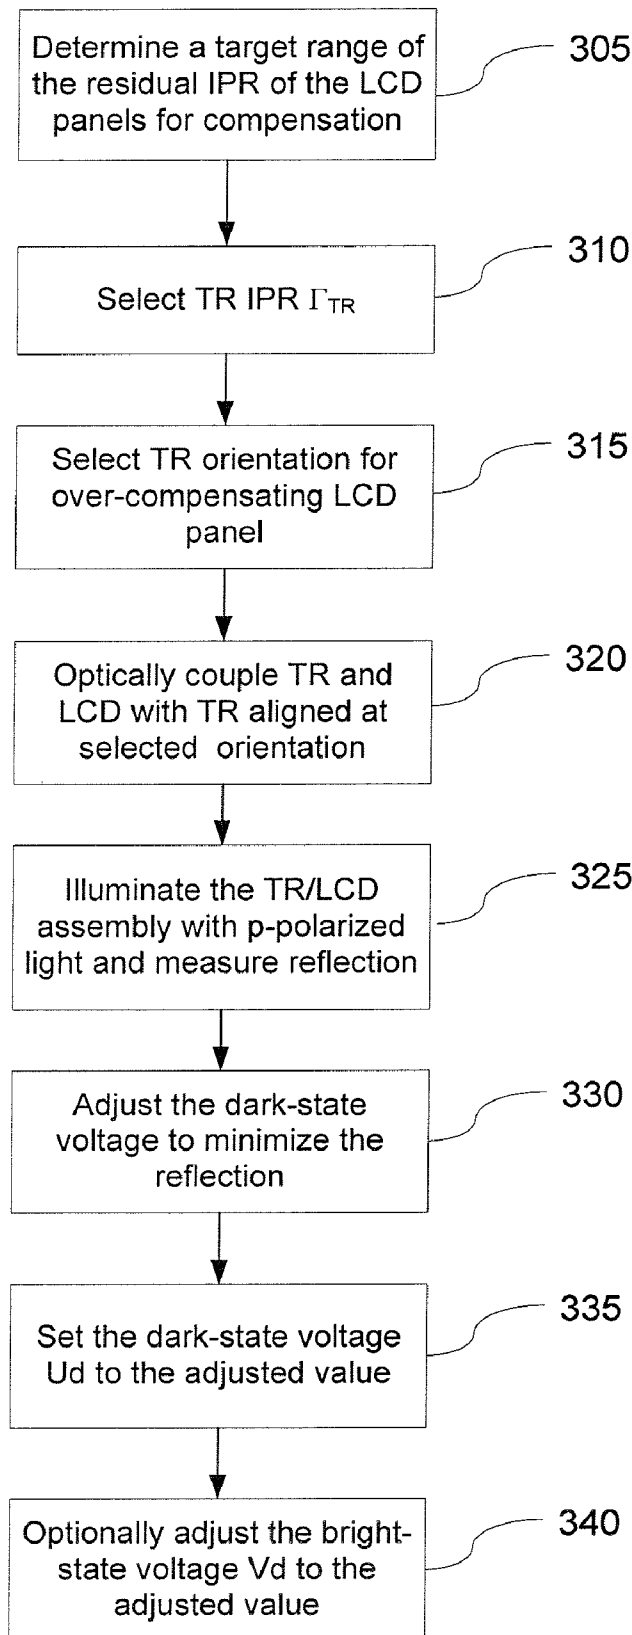 Determine a target range of
the residual IPR of the LCD
panels for compensation
305
Select TR IPR ΓTR
310
Select TR orientation for
over-compensating LCD
panel
315
Optically couple TR and
LCD with TR aligned at
selected orientation
320
Illuminate the TR/LCD
assembly with p-polarized
light and measure reflection
325
Adjust the dark-state
voltage to minimize the
reflection
330
Set the dark-state voltage
Ud to the adjusted value
335
Optionally adjust the bright-
state voltage Vd to the
adjusted value
340